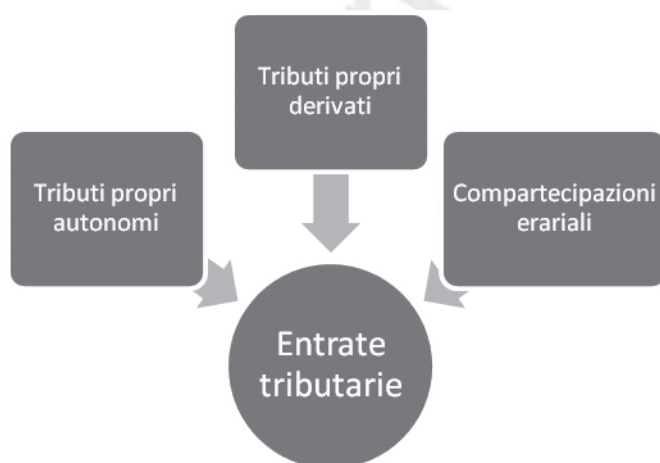 Tributi propri
derivati
Tributi propri
autonomi
Compartecipazioni
erariali
Entrate
tributarie